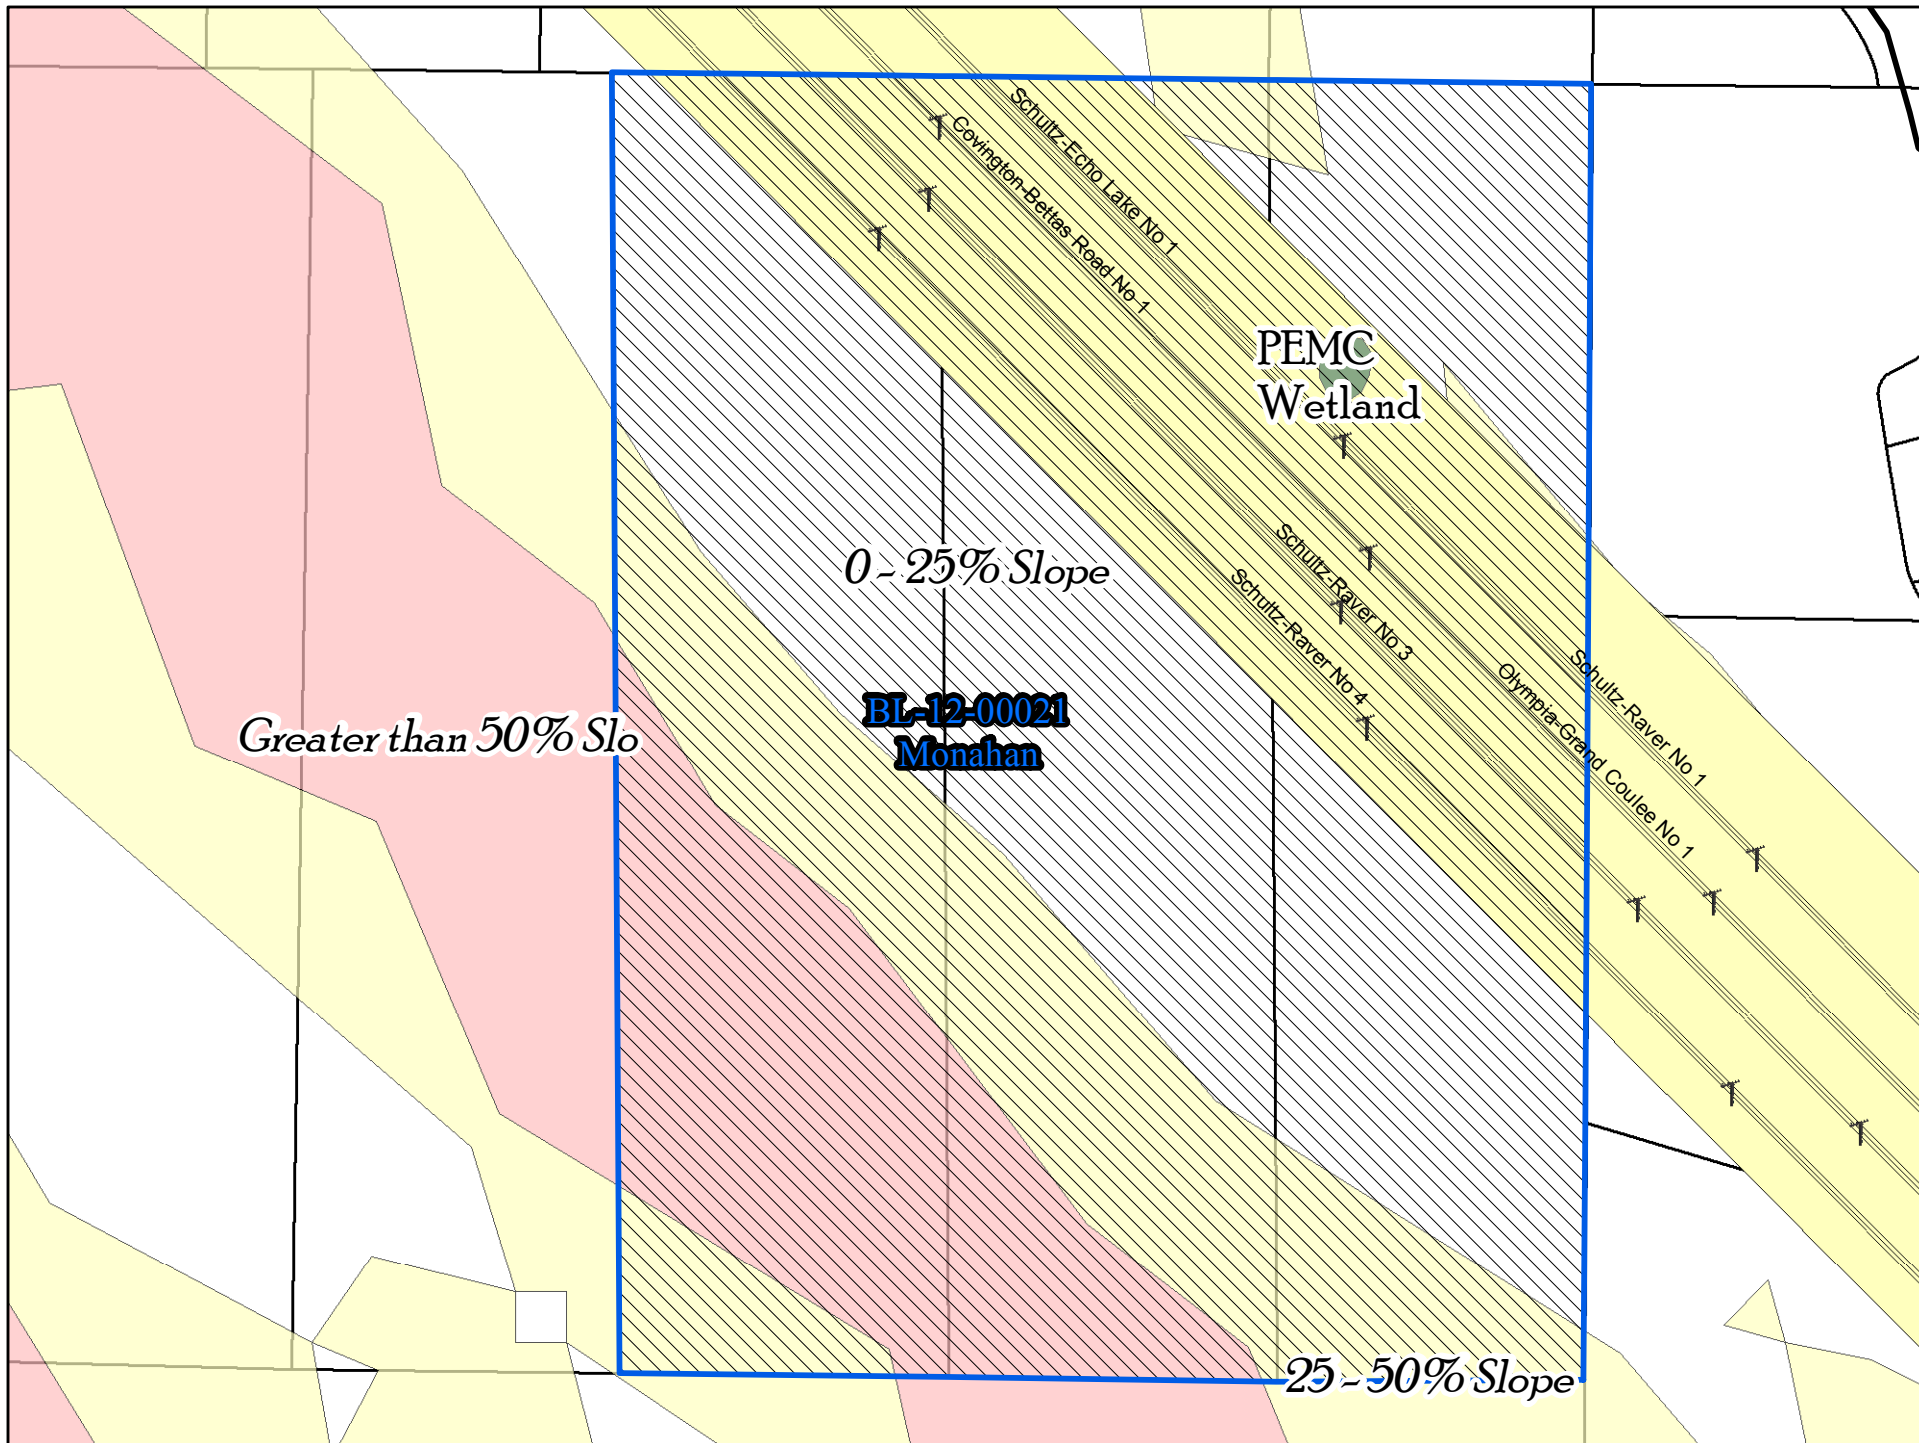 Schultz-Echo Lake No 1
Covington-Bettas Road No 1
PEMC
Wetland
0 - 25% Slope
Schultz-Raver No 3
Schultz-Raver No 4
Schultz-Raver No 1
Olympia-Grand Coulee No 1
BL-12-00021
Monahan
Greater than 50% Slo
25 - 50% Slope